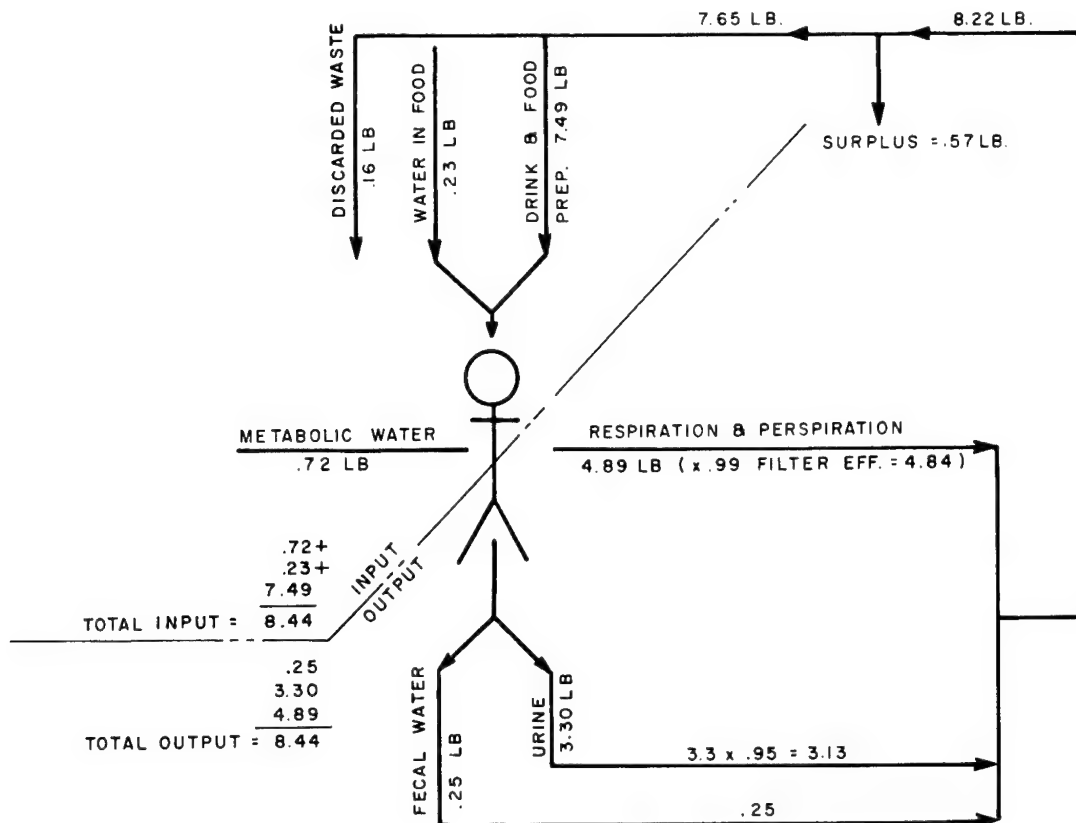 7.65 LB.
8.22 LB.
DISCARDED WASTE
.16 LB
WATER IN FOOD
.23 LB
DRINK & FOOD
PREP. 7.49 LB
SURPLUS = .57 LB.
METABOLIC WATER
.72 LB
RESPIRATION & PERSPIRATION
4.89 LB (x .99 FILTER EFF. = 4.84)
INPUT
OUTPUT
.72+
.23+
7.49
TOTAL INPUT = 8.44
.25
3.30
4.89
TOTAL OUTPUT = 8.44
FECAL WATER
.25 LB
URINE
3.30 LB
3.3 x .95 = 3.13
.25